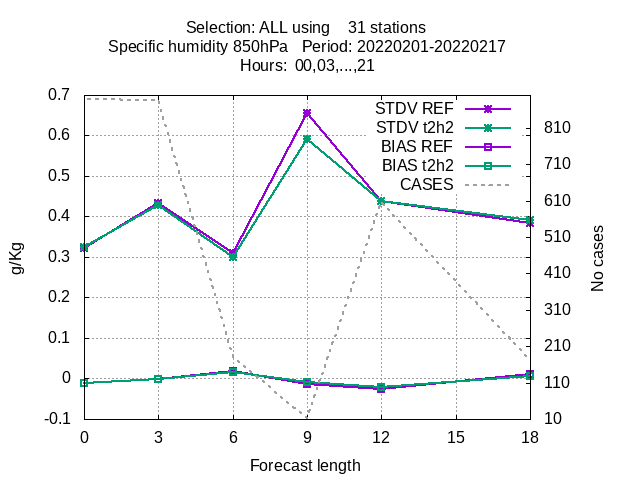 Selection: ALL using    31 stations
Specific humidity 850hPa   Period: 20220201-20220217
Hours:  00,03,...,21
STDV REF
STDV t2h2
BIAS REF
BIAS t2h2
CASES
0.7
0.6
0.5
0.4
0.3
0.2
0.1
0
-0.1
g/Kg
810
710
610
510
410
310
210
110
10
No cases
0 3 6 9 12 15 18
Forecast length